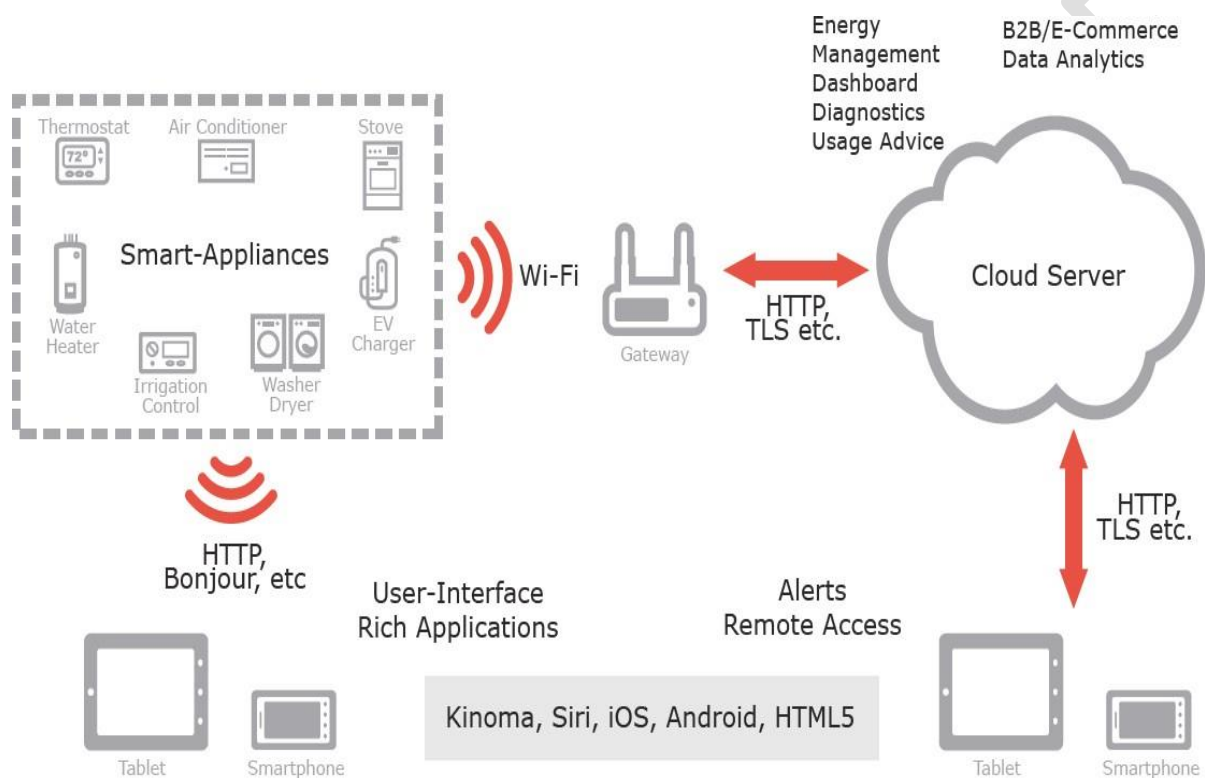 Energy
Management
Dashboard
Diagnostics
Usage Advice
B2B/E-Commerce
Data Analytics
Thermostat
Air Conditioner
Stove
72°
Smart-Appliances
Water
Heater
EV
Charger
Irrigation
Control
Washer
Dryer
Wi-Fi
Gateway
HTTP,
TLS etc.
Cloud Server
HTTP,
Bonjour, etc
HTTP,
TLS etc.
User-Interface
Rich Applications
Alerts
Remote Access
Kinoma, Siri, iOS, Android, HTML5
Tablet
Smartphone
Tablet
Smartphone